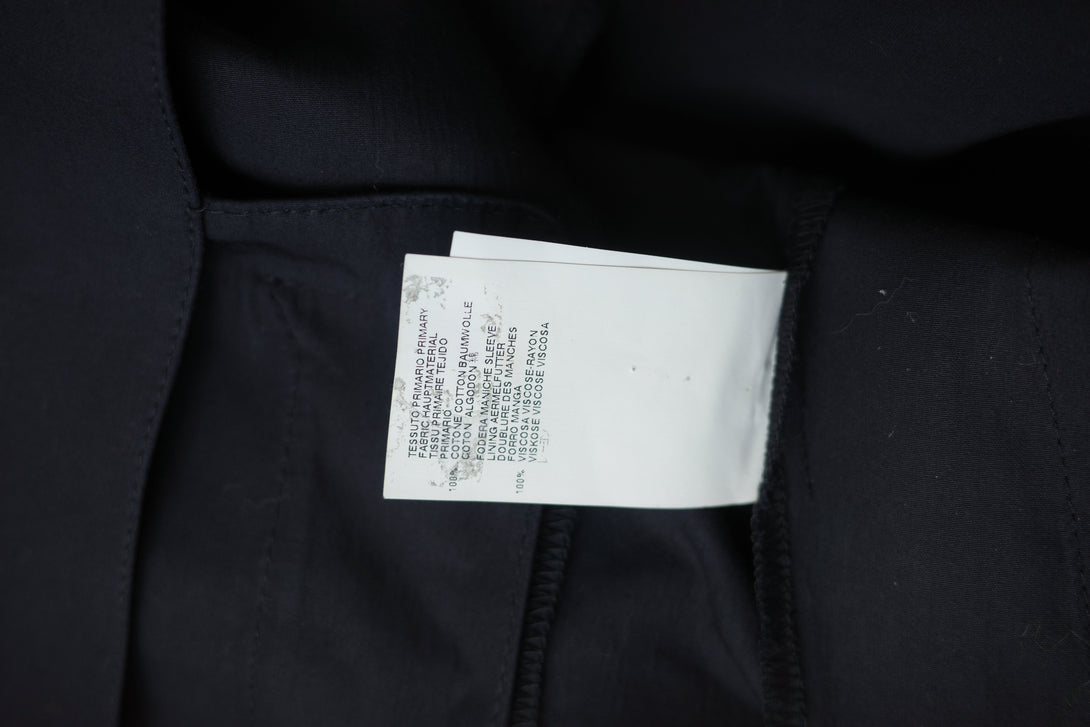 TESSUTO PRIMARIO PRIMARY
FABRIC HAUPTMATERIAL
TISSU PRIMAIRE TEJIDO
PRIMARIO
100% COTONE COTTON BAUMWOLLE
COTON ALGODON
FODERA MANICHE SLEEVE
LINING AERMELFUTTER
DOUBLURE DES MANCHES
FORRO MANGA
100% VISCOSA VISCOSE-RAYON
VISKOSE VISCOSE VISCOSA